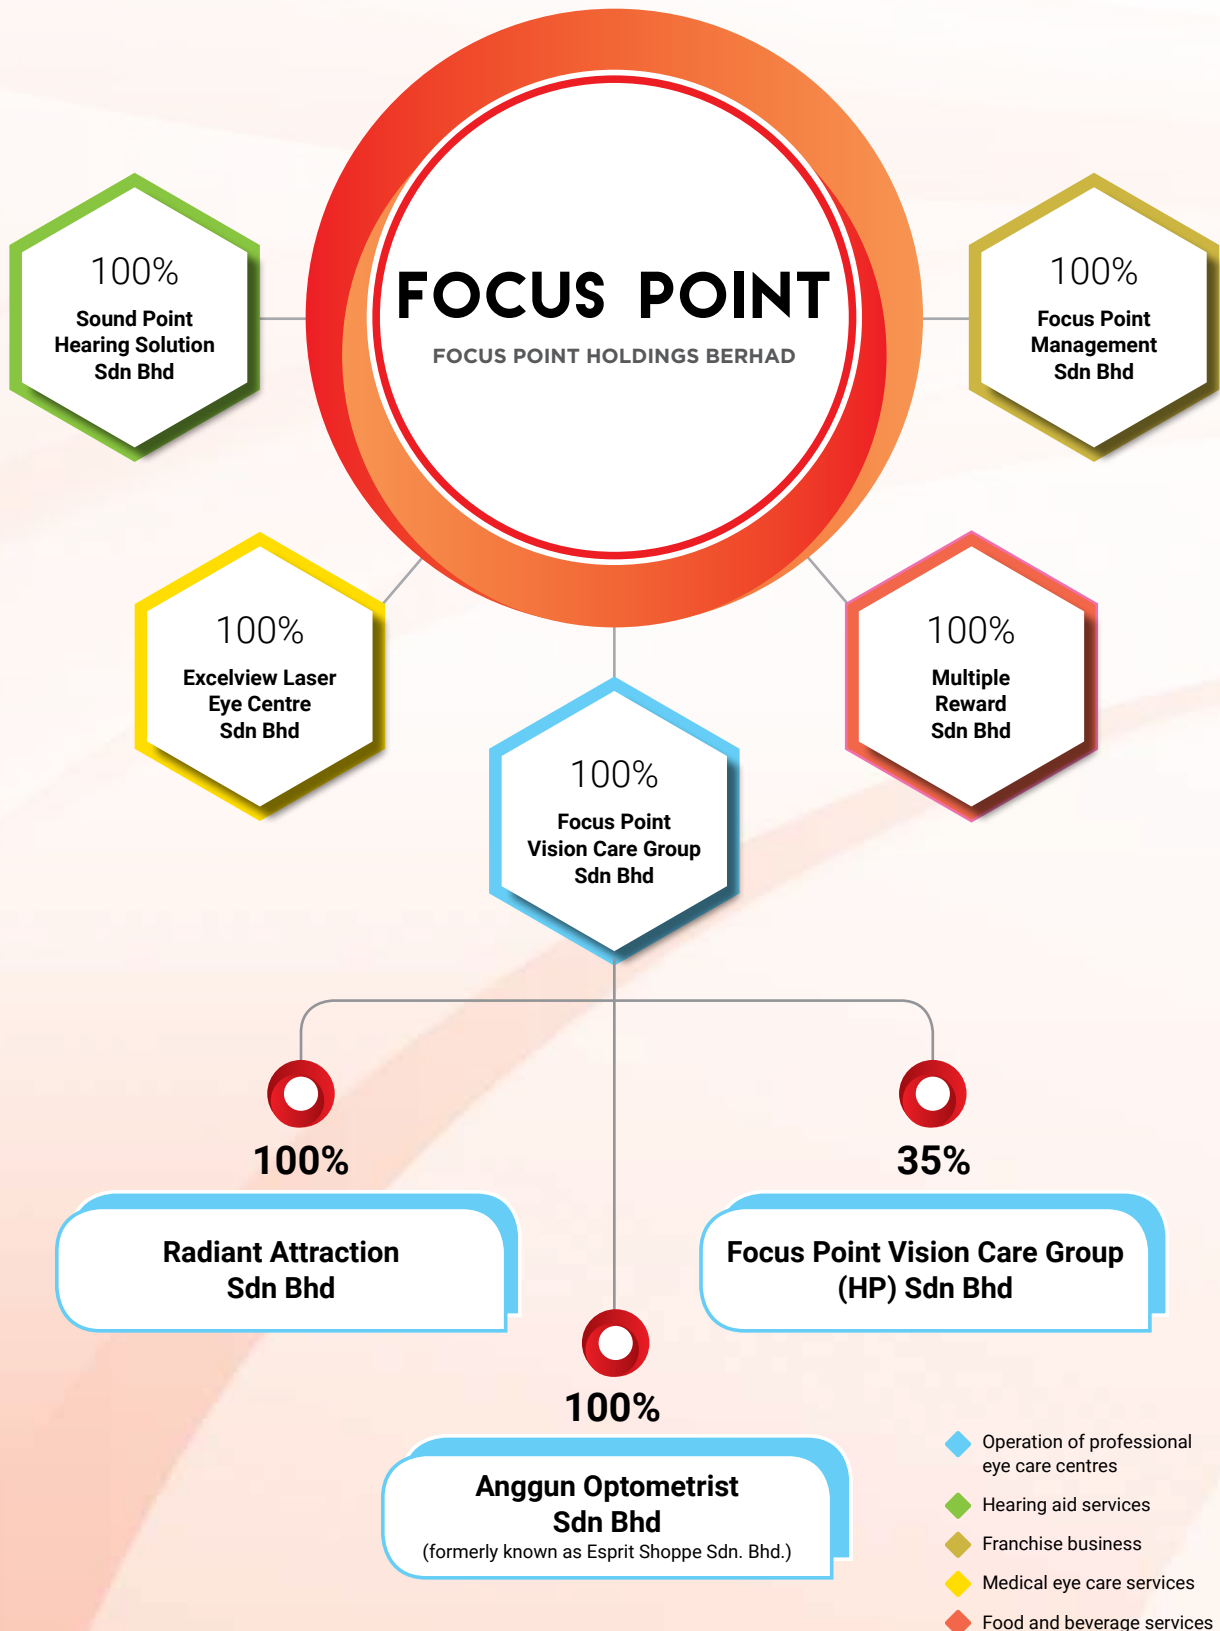 FOCUS POINT
FOCUS POINT HOLDINGS BERHAD
100%
Sound Point
Hearing Solution
Sdn Bhd
100%
Focus Point
Management
Sdn Bhd
100%
Excelview Laser
Eye Centre
Sdn Bhd
100%
Multiple
Reward
Sdn Bhd
100%
Focus Point
Vision Care Group
Sdn Bhd
100%
Radiant Attraction
Sdn Bhd
35%
Focus Point Vision Care Group
(HP) Sdn Bhd
100%
Anggun Optometrist
Sdn Bhd
(formerly known as Esprit Shoppe Sdn. Bhd.)
Operation of professional
eye care centres
Hearing aid services
Franchise business
Medical eye care services
Food and beverage services